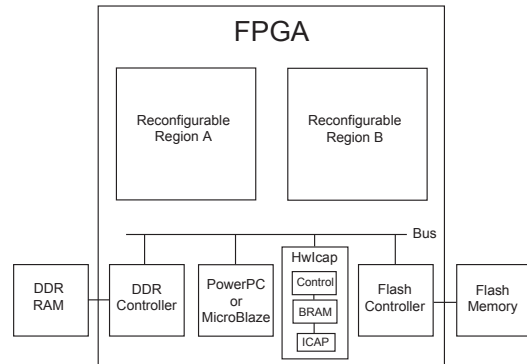 FPGA
Reconfigurable
Region A
Reconfigurable
Region B
Bus
DDR
RAM
DDR
Controller
PowerPC
or
MicroBlaze
HwIcap
Control
BRAM
ICAP
Flash
Controller
Flash
Memory